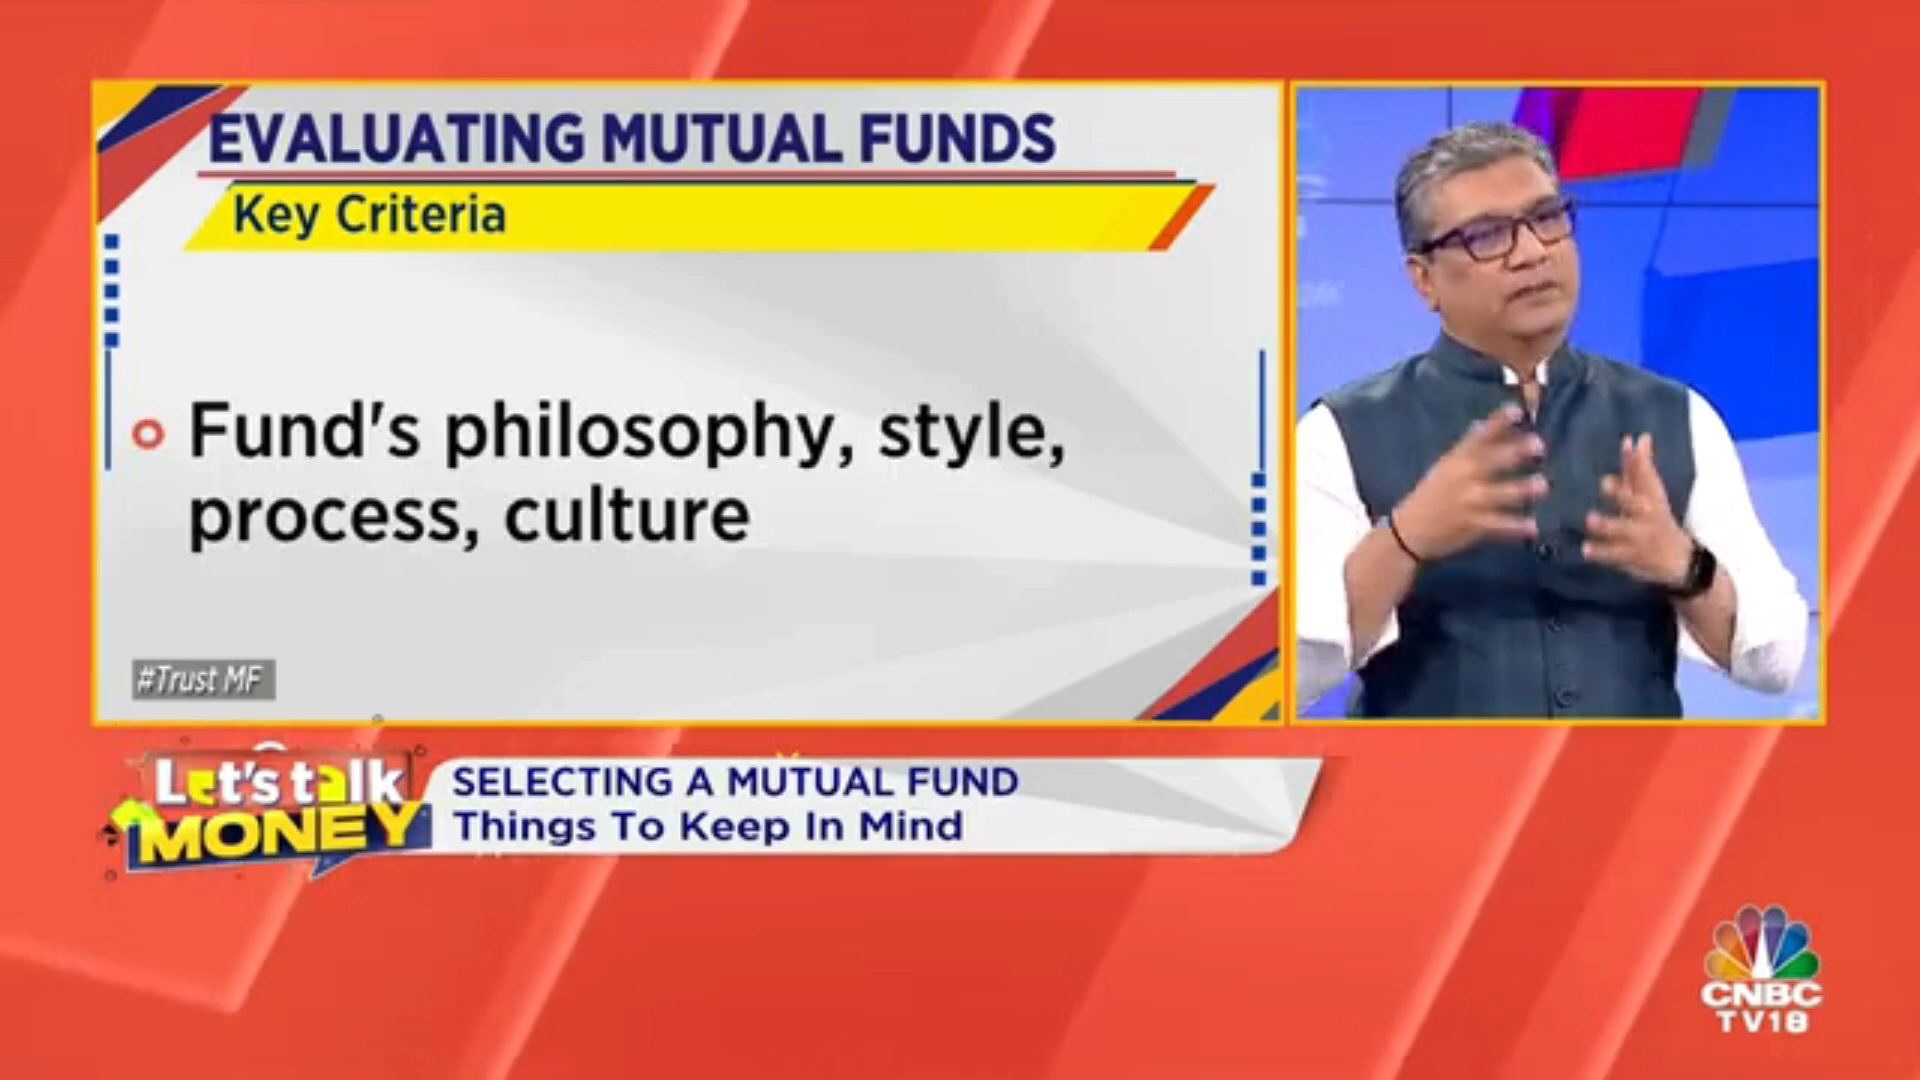 EVALUATING MUTUAL FUNDS
Key Criteria
Fund's philosophy, style,
process, culture
#Trust MF
Let's talk
MONEY
SELECTING A MUTUAL FUND
Things To Keep In Mind
CNBC
TV18